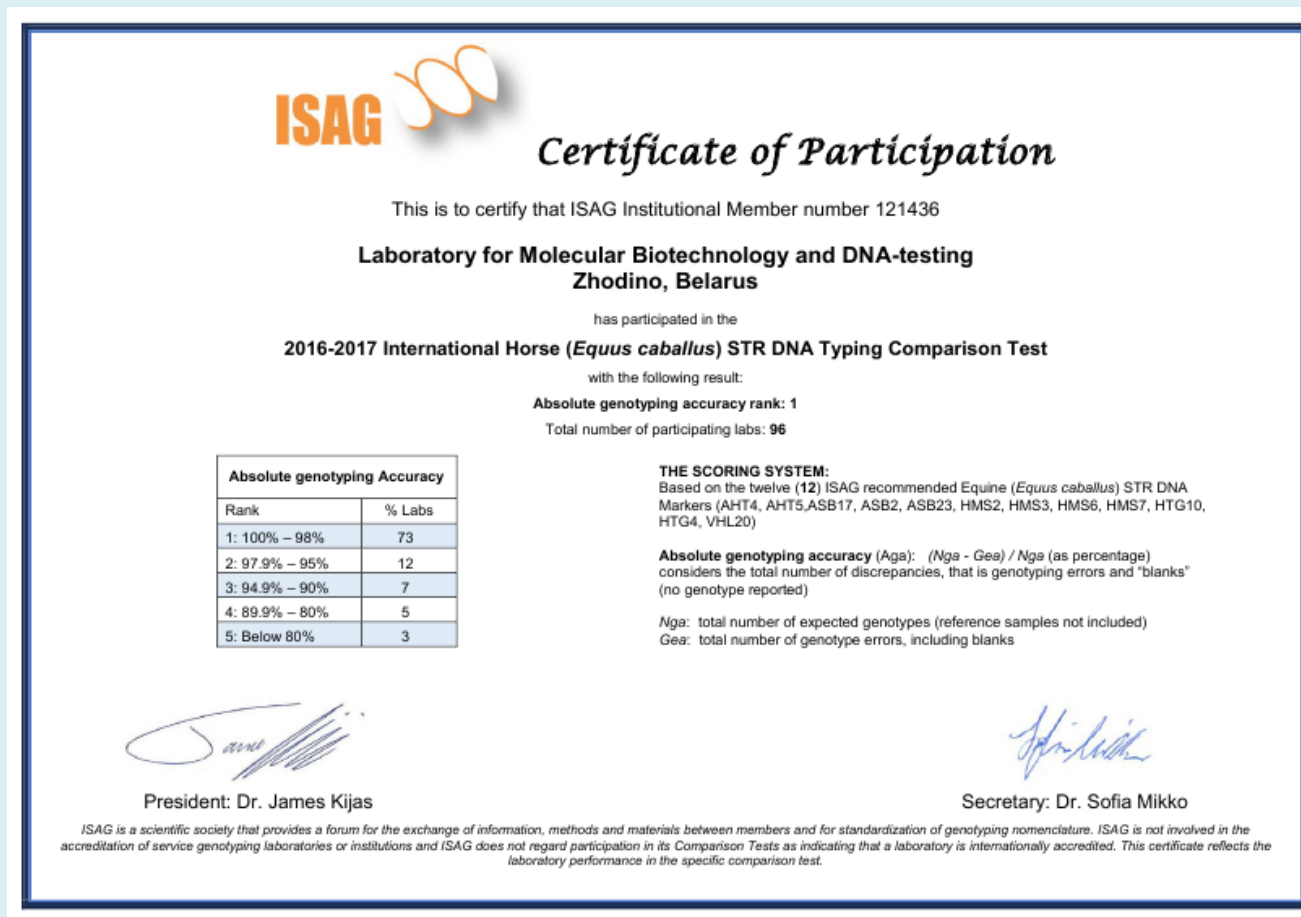 ISAG
Certificate of Participation
This is to certify that ISAG Institutional Member number 121436
Laboratory for Molecular Biotechnology and DNA-testing
Zhodino, Belarus
has participated in the
2016-2017 International Horse (Equus caballus) STR DNA Typing Comparison Test
with the following result:
Absolute genotyping accuracy rank: 1
Total number of participating labs: 96
Absolute genotyping Accuracy
Rank % Labs
1: 100% – 98% 73
2: 97.9% – 95% 12
3: 94.9% – 90% 7
4: 89.9% – 80% 5
5: Below 80% 3
THE SCORING SYSTEM:
Based on the twelve (12) ISAG recommended Equine (Equus caballus) STR DNA
Markers (AHT4, AHT5,ASB17, ASB2, ASB23, HMS2, HMS3, HMS6, HMS7, HTG10,
HTG4, VHL20)
Absolute genotyping accuracy (Aga): (Nga - Gea) / Nga (as percentage)
considers the total number of discrepancies, that is genotyping errors and “blanks”
(no genotype reported)
Nga: total number of expected genotypes (reference samples not included)
Gea: total number of genotype errors, including blanks
President: Dr. James Kijas
Secretary: Dr. Sofia Mikko
ISAG is a scientific society that provides a forum for the exchange of information, methods and materials between members and for standardization of genotyping nomenclature. ISAG is not involved in the
accreditation of service genotyping laboratories or institutions and ISAG does not regard participation in its Comparison Tests as indicating that a laboratory is internationally accredited. This certificate reflects the
laboratory performance in the specific comparison test.